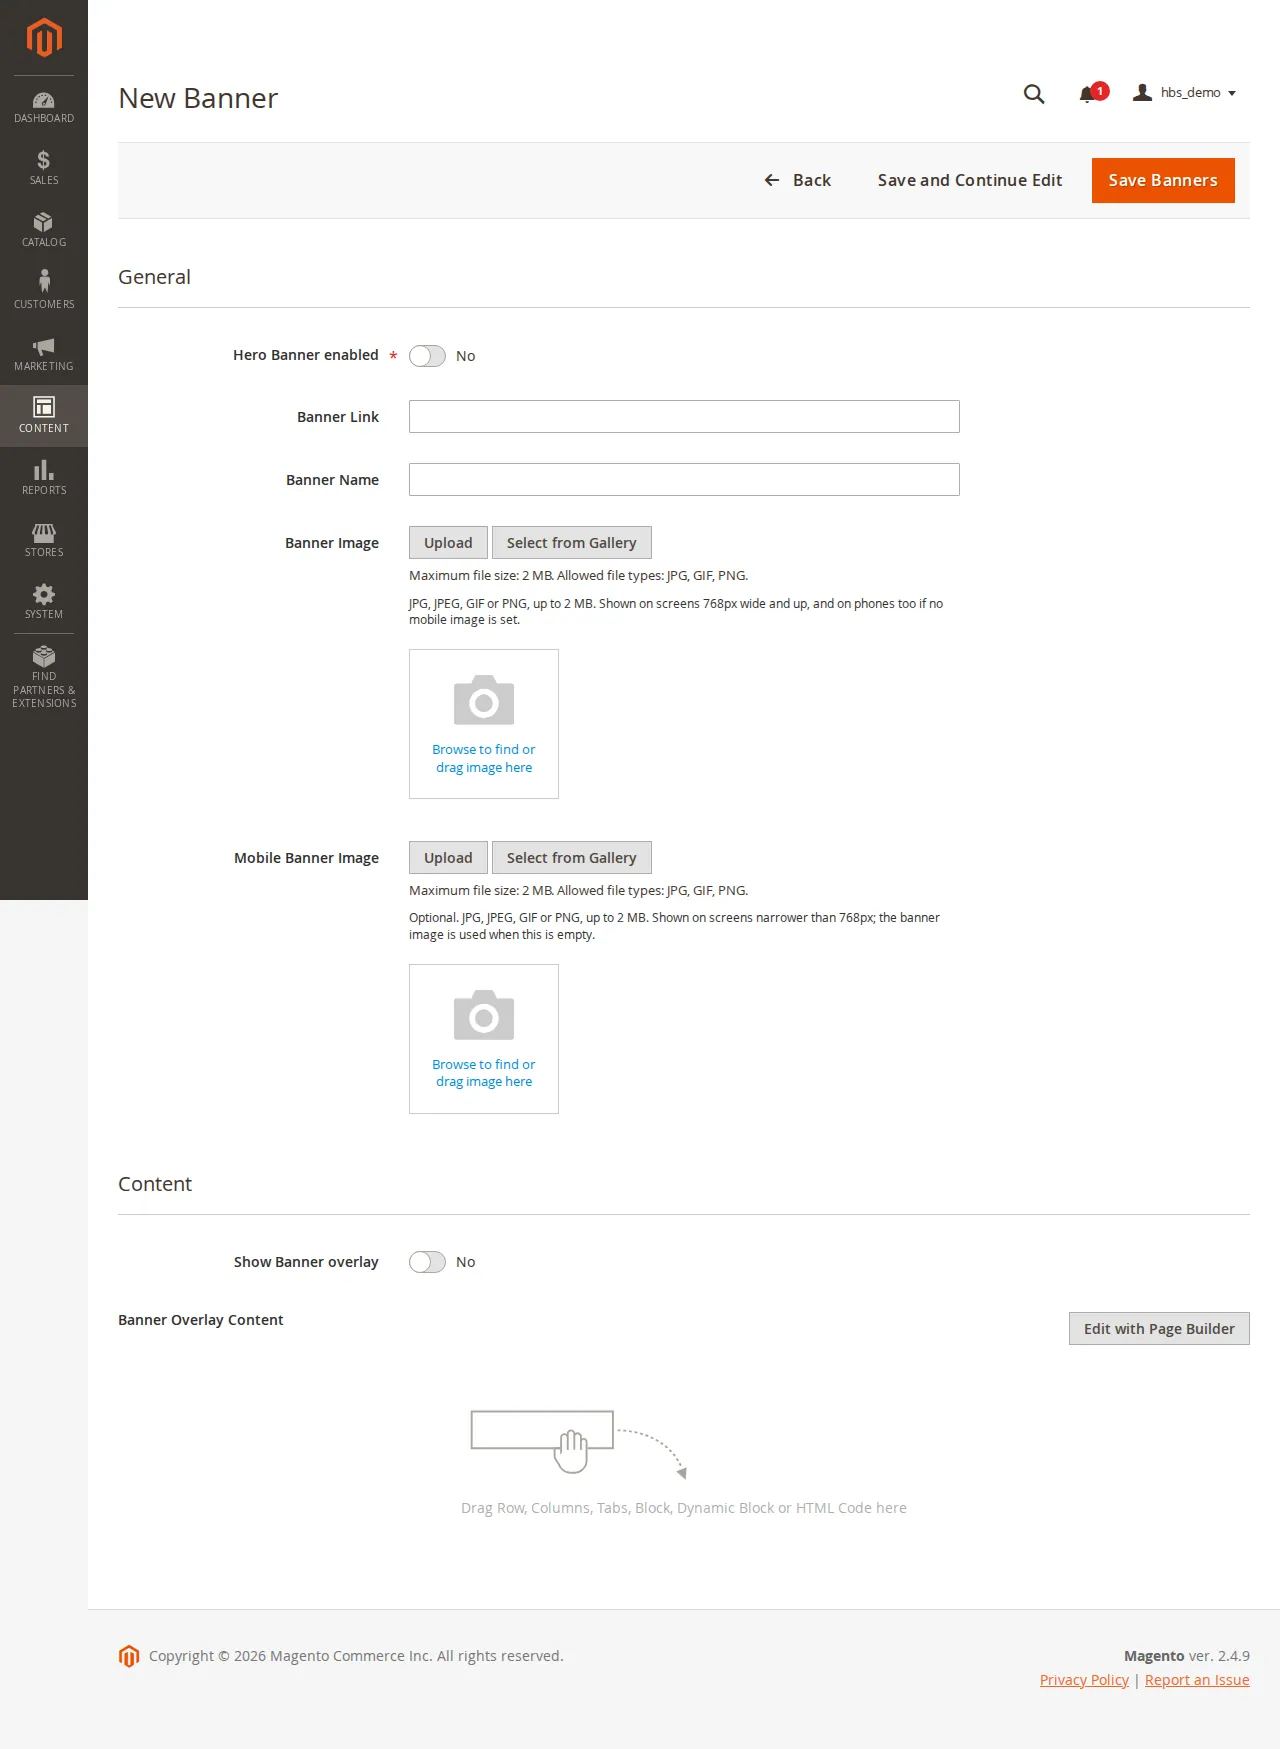 DASHBOARD
SALES
CATALOG
CUSTOMERS
MARKETING
CONTENT
REPORTS
STORES
SYSTEM
FIND
PARTNERS &
EXTENSIONS
New Banner
1
hbs_demo
Back
Save and Continue Edit
Save Banners
General
Hero Banner enabled *
No
Banner Link
Banner Name
Banner Image
Upload
Select from Gallery
Maximum file size: 2 MB. Allowed file types: JPG, GIF, PNG.
JPG, JPEG, GIF or PNG, up to 2 MB. Shown on screens 768px wide and up, and on phones too if no
mobile image is set.
Browse to find or
drag image here
Mobile Banner Image
Upload
Select from Gallery
Maximum file size: 2 MB. Allowed file types: JPG, GIF, PNG.
Optional. JPG, JPEG, GIF or PNG, up to 2 MB. Shown on screens narrower than 768px; the banner
image is used when this is empty.
Browse to find or
drag image here
Content
Show Banner overlay
No
Banner Overlay Content
Edit with Page Builder
Drag Row, Columns, Tabs, Block, Dynamic Block or HTML Code here
Copyright © 2026 Magento Commerce Inc. All rights reserved.
Magento ver. 2.4.9
Privacy Policy | Report an Issue